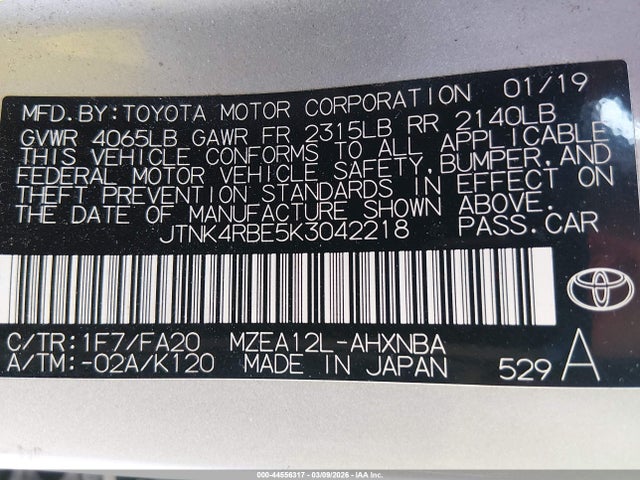 MFD.BY:TOYOTA MOTOR CORPORATION 01/19
GVWR 4065LB GAWR FR 2315LB RR 2140LB
THIS VEHICLE CONFORMS TO ALL APPLICABLE
FEDERAL MOTOR VEHICLE SAFETY,BUMPER,AND
THEFT PREVENTION STANDARDS IN EFFECT ON
THE DATE OF MANUFACTURE SHOWN ABOVE.
JTNK4RBE5K3042218 PASS.CAR
C/TR:1F7/FA20 MZEA12L-AHXNBA
A/TM:-02A/K120 MADE IN JAPAN 529 A
000-44556317 - 03/09/2026 - IAA Inc.